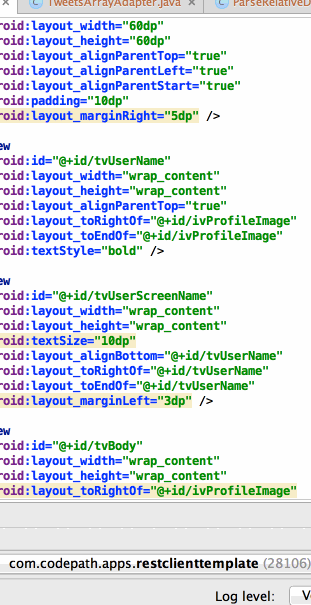 TweetsArrayAdapter.java ParseRelativeD
roid:layout_width="60dp"
roid:layout_height="60dp"
roid:layout_alignParentTop="true"
roid:layout_alignParentLeft="true"
roid:layout_alignParentStart="true"
roid:padding="10dp"
roid:layout_marginRight="5dp" />
ew
roid:id="@+id/tvUserName"
roid:layout_width="wrap_content"
roid:layout_height="wrap_content"
roid:layout_alignParentTop="true"
roid:layout_toRightOf="@+id/ivProfileImage"
roid:layout_toEndOf="@+id/ivProfileImage"
roid:textStyle="bold" />
ew
roid:id="@+id/tvUserScreenName"
roid:layout_width="wrap_content"
roid:layout_height="wrap_content"
roid:textSize="10dp"
roid:layout_alignBottom="@+id/tvUserName"
roid:layout_toRightOf="@+id/tvUserName"
roid:layout_toEndOf="@+id/tvUserName"
roid:layout_marginLeft="3dp" />
ew
roid:id="@+id/tvBody"
roid:layout_width="wrap_content"
roid:layout_height="wrap_content"
roid:layout_toRightOf="@+id/ivProfileImage"
com.codepath.apps.restclienttemplate (28106)
Log level: